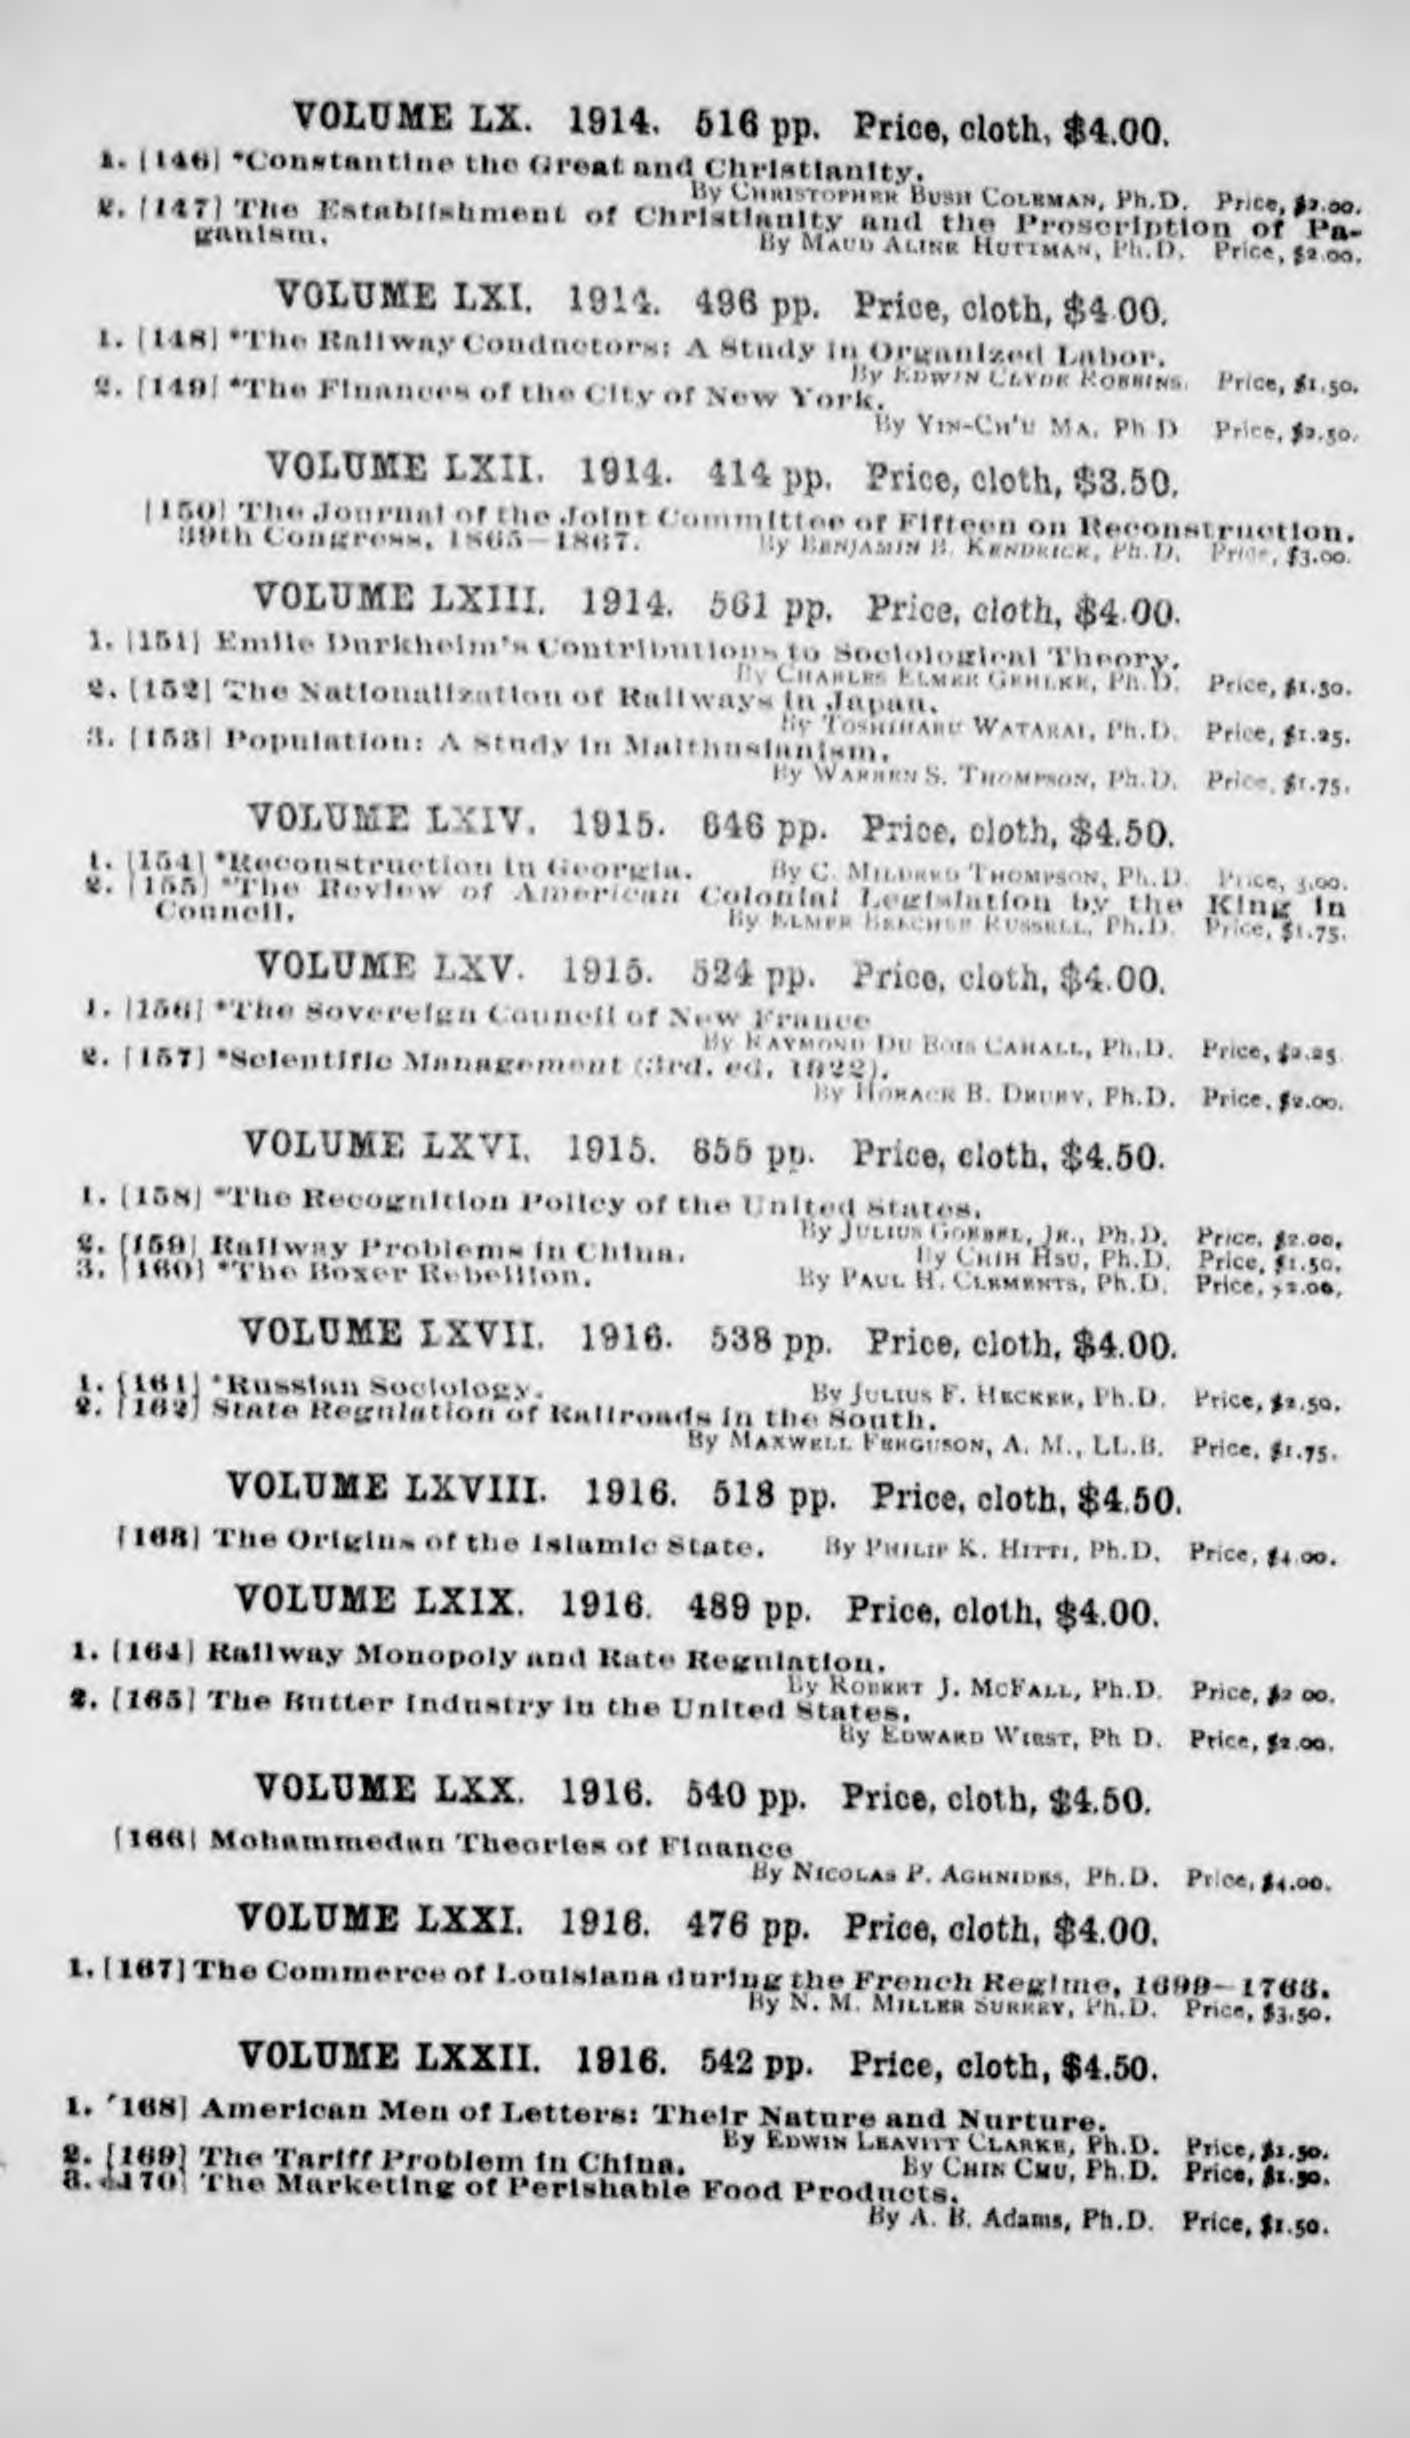 VOLUME LX. 1914. 516 pp. Price, cloth, $4.00.
1. [146] *Constantine the Great and Christianity.
By CHRISTOPHER BUSH COLEMAN, Ph.D. Price, $2.00.
2. [147] The Establishment of Christianity and the Proscription of Pa-
ganism. By MAUD ALINE HUTTMAN, Ph.D. Price, $2.00.
VOLUME LXI. 1914. 496 pp. Price, cloth, $4.00.
1. [148] *The Railway Conductors: A Study in Organized Labor.
By EDWIN CLYDE ROBBINS. Price, $1.50.
2. [149] *The Finances of the City of New York.
By YIN-CH'U MA, Ph D Price, $2.50.
VOLUME LXII. 1914. 414 pp. Price, cloth, $3.50.
[150] The Journal of the Joint Committee of Fifteen on Reconstruction.
39th Congress, 1865–1867. By BENJAMIN B. KENDRICK, Ph.D. Price, $3.00.
VOLUME LXIII. 1914. 561 pp. Price, cloth, $4.00.
1. [151] Emile Durkheim's Contributions to Sociological Theory.
By CHARLES ELMER GEHLKE, Ph.D. Price, $1.50.
2. [152] The Nationalization of Railways in Japan.
By TOSHIHARU WATARAI, Ph.D. Price, $1.25.
3. [153] Population: A Study in Malthusianism.
By WARREN S. THOMPSON, Ph.D. Price, $1.75.
VOLUME LXIV. 1915. 646 pp. Price, cloth, $4.50.
1. [154] *Reconstruction in Georgia. By C. MILDRED THOMPSON, Ph.D. Price, 3.00.
2. [155] *The Review of American Colonial Legislation by the King in
Council. By ELMER BEECHER RUSSELL, Ph.D. Price, $1.75.
VOLUME LXV. 1915. 524 pp. Price, cloth, $4.00.
1. [156] *The Sovereign Council of New France
By RAYMOND DU BOIS CAHALL, Ph.D. Price, $2.25
2. [157] *Scientific Management (3rd. ed. 1922).
By HORACE B. DRURY, Ph.D. Price, $2.00.
VOLUME LXVI. 1915. 655 pp. Price, cloth, $4.50.
1. [158] *The Recognition Policy of the United States.
By JULIUS GOEBEL, JR., Ph.D. Price, $2.00.
2. [159] Railway Problems in China. By CHIH HSU, Ph.D. Price, $1.50.
3. [160] *The Boxer Rebellion. By PAUL H. CLEMENTS, Ph.D. Price, $2.00.
VOLUME LXVII. 1916. 538 pp. Price, cloth, $4.00.
1. [161] *Russian Sociology. By JULIUS F. HECKER, Ph.D. Price, $2.50.
2. [162] State Regulation of Railroads in the South.
By MAXWELL FERGUSON, A. M., LL.B. Price, $1.75.
VOLUME LXVIII. 1916. 518 pp. Price, cloth, $4.50.
[163] The Origins of the Islamic State. By PHILIP K. HITTI, Ph.D. Price, $4.00.
VOLUME LXIX. 1916. 489 pp. Price, cloth, $4.00.
1. [164] Railway Monopoly and Rate Regulation.
By ROBERT J. MCFALL, Ph.D. Price, $2 00.
2. [165] The Butter Industry in the United States.
By EDWARD WIEST, Ph D. Price, $2.00.
VOLUME LXX. 1916. 540 pp. Price, cloth, $4.50.
[166] Mohammedan Theories of Finance
By NICOLAS P. AGHNIDES, Ph.D. Price, $4.00.
VOLUME LXXI. 1916. 476 pp. Price, cloth, $4.00.
1. [167] The Commerce of Louisiana during the French Regime, 1699–1763.
By N. M. MILLER SURREY, Ph.D. Price, $3.50.
VOLUME LXXII. 1916. 542 pp. Price, cloth, $4.50.
1. [168] American Men of Letters: Their Nature and Nurture.
By EDWIN LEAVITT CLARKE, Ph.D. Price, $1.50.
2. [169] The Tariff Problem in China. By CHIN CHU, Ph.D. Price, $1.50.
3. [170] The Marketing of Perishable Food Products.
By A. B. Adams, Ph.D. Price, $1.50.